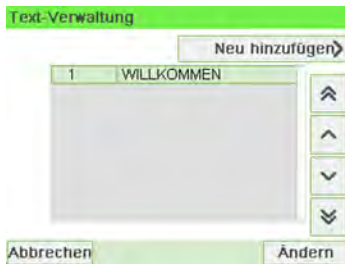 Text-Verwaltung
Neu hinzufügen
1 WILLKOMMEN
Abbrechen Ändern